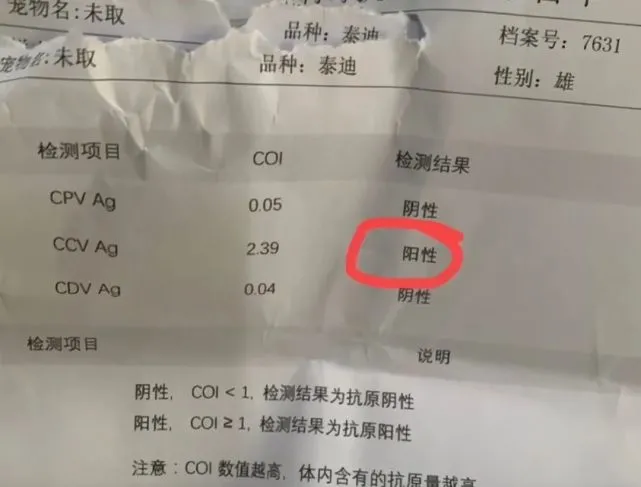 宠物名:未取 品种:泰迪 档案号:7631
宠物名:未取 品种:泰迪 性别:雄
检测项目 COI 检测结果
CPV Ag 0.05 阴性
CCV Ag 2.39 阳性
CDV Ag 0.04 阴性
检测项目 说明
阴性, COI < 1, 检测结果为抗原阴性
阳性, COI ≥ 1, 检测结果为抗原阳性
注意:COI 数值越高, 体内含有的抗原量越高